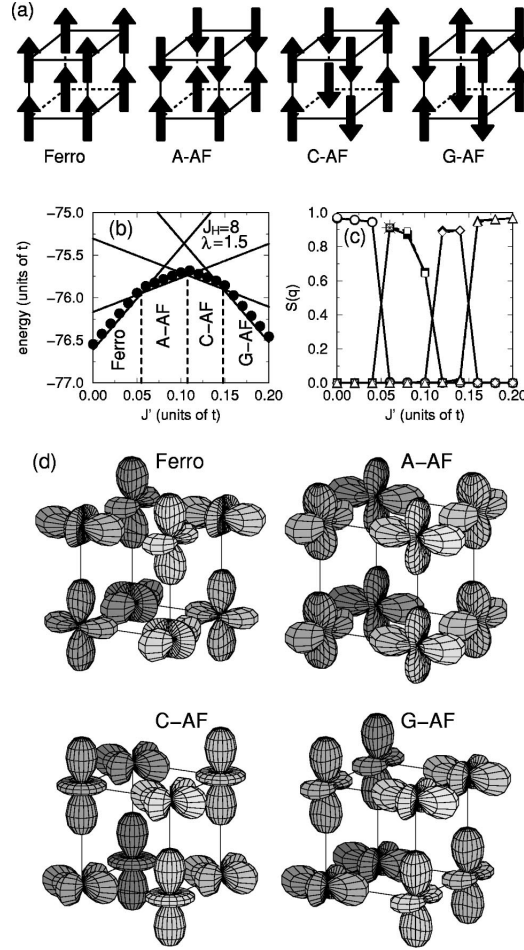 (a)
Ferro A-AF C-AF G-AF
(b)
J_H=8
λ=1.5
energy (units of t)
−75.0
−75.5
−76.0
−76.5
−77.0
Ferro
A−AF
C−AF
G−AF
0.00 0.05 0.10 0.15 0.20
J' (units of t)
(c)
S(q)
1.0
0.8
0.6
0.4
0.2
0.0
0.00 0.05 0.10 0.15 0.20
J' (units of t)
(d)
Ferro A−AF
C−AF G−AF